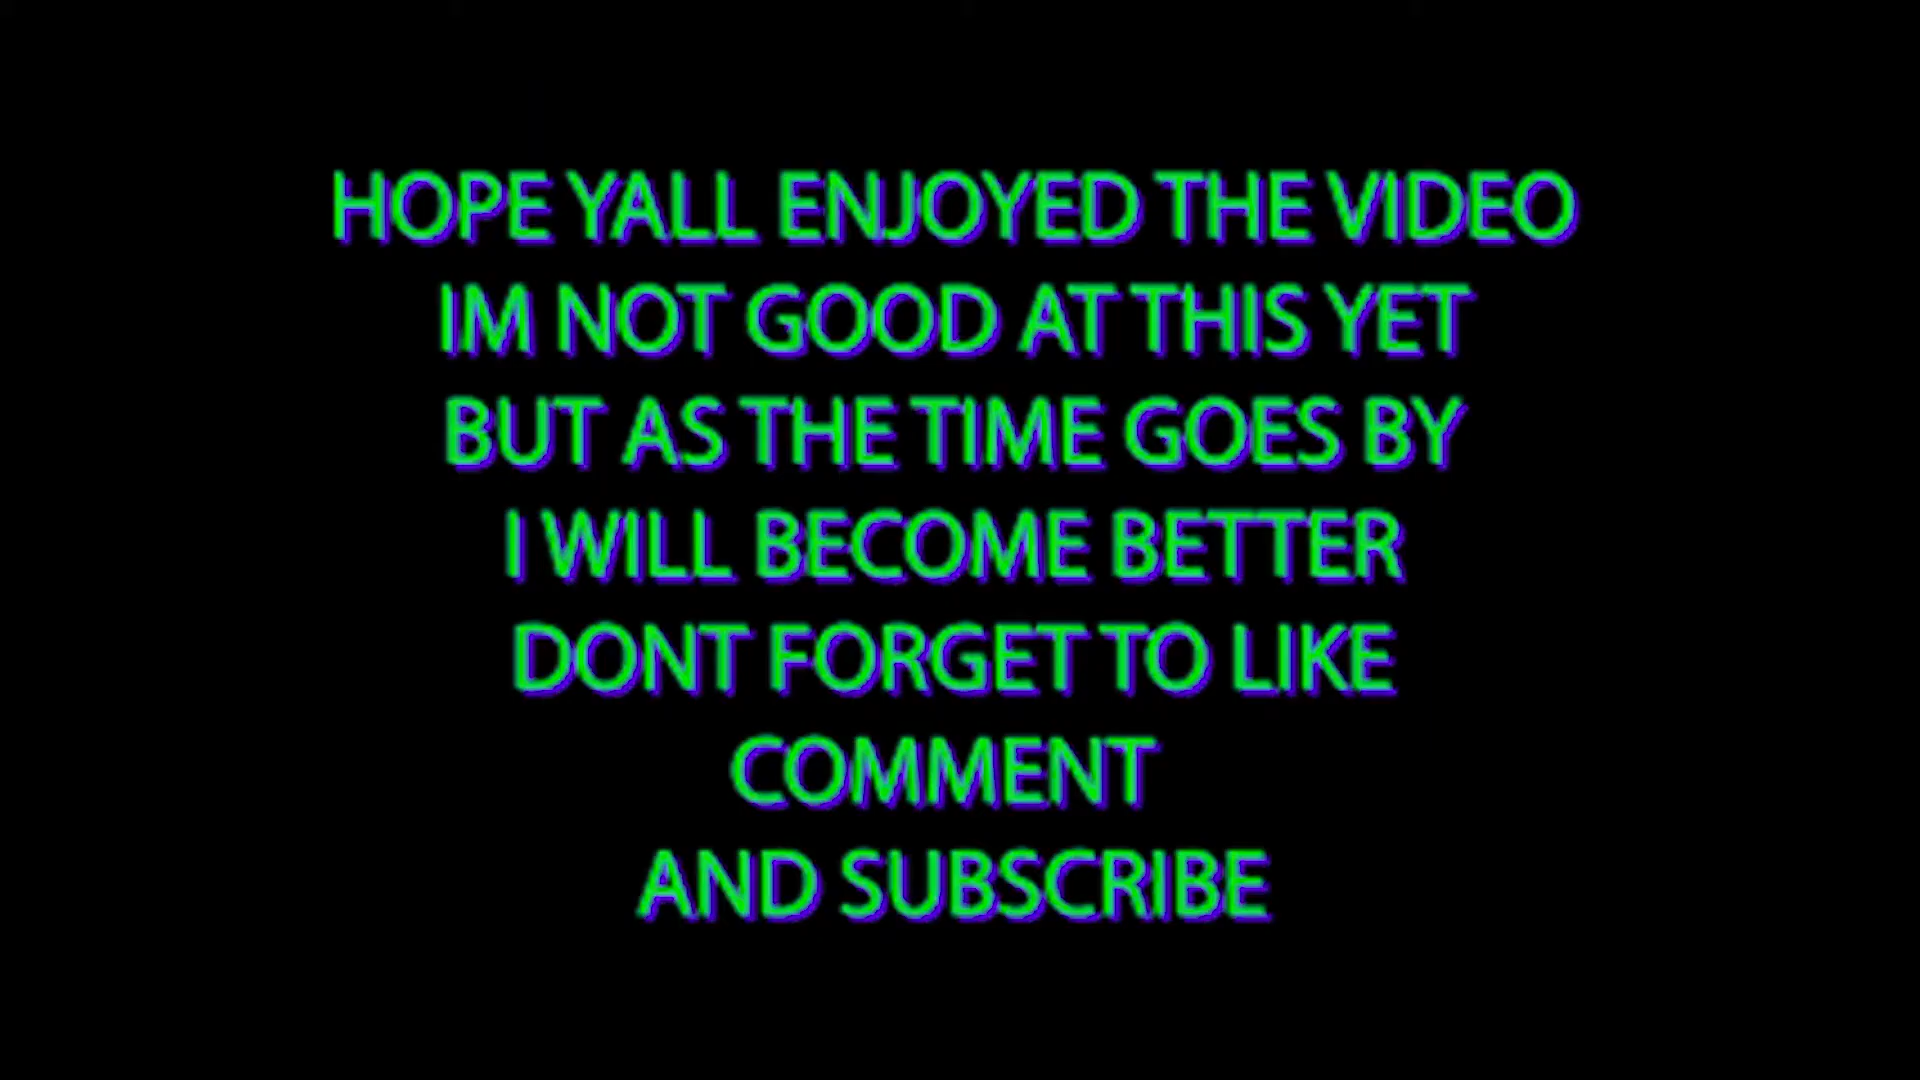 HOPE YALL ENJOYED THE VIDEO
IM NOT GOOD AT THIS YET
BUT AS THE TIME GOES BY
I WILL BECOME BETTER
DONT FORGET TO LIKE
COMMENT
AND SUBSCRIBE